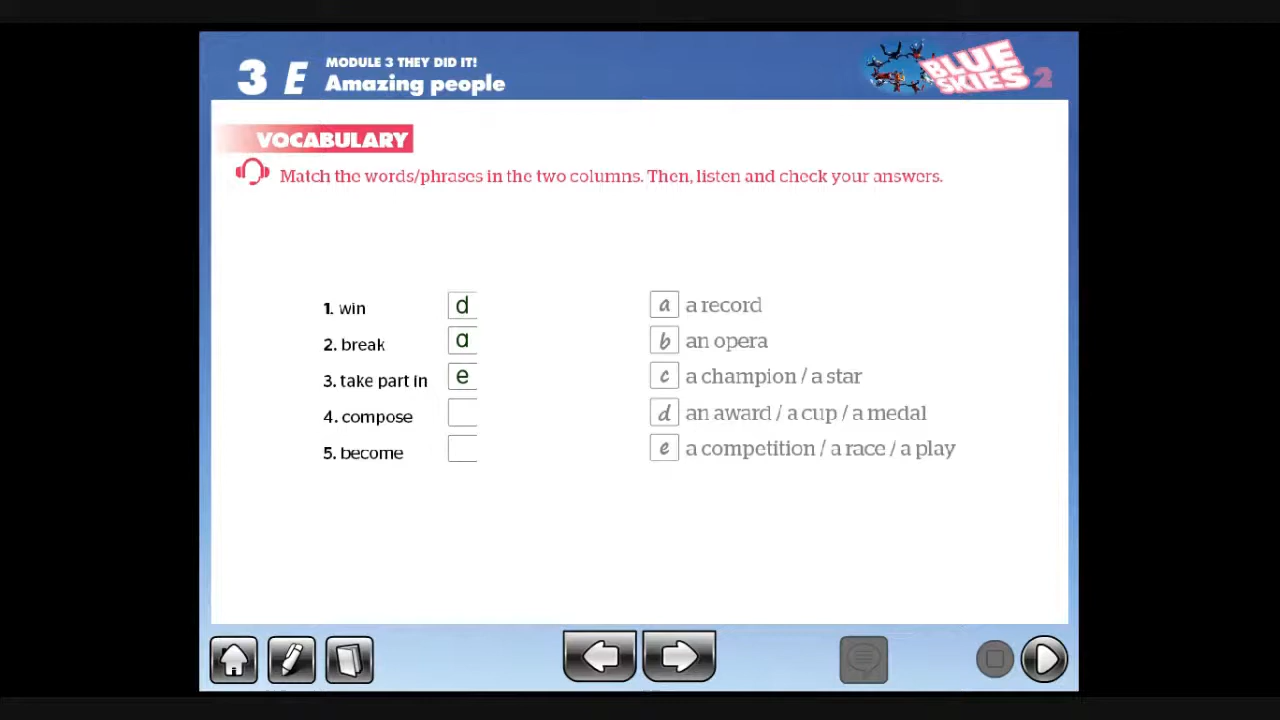 3 E MODULE 3 THEY DID IT!
Amazing people
BLUE SKIES 2
VOCABULARY
Match the words/phrases in the two columns. Then, listen and check your answers.
1. win d a a record
2. break a b an opera
3. take part in e c a champion / a star
4. compose d an award / a cup / a medal
5. become e a competition / a race / a play